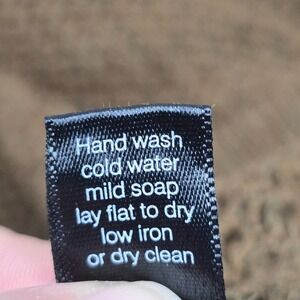 Hand wash
cold water
mild soap
lay flat to dry
low iron
or dry clean